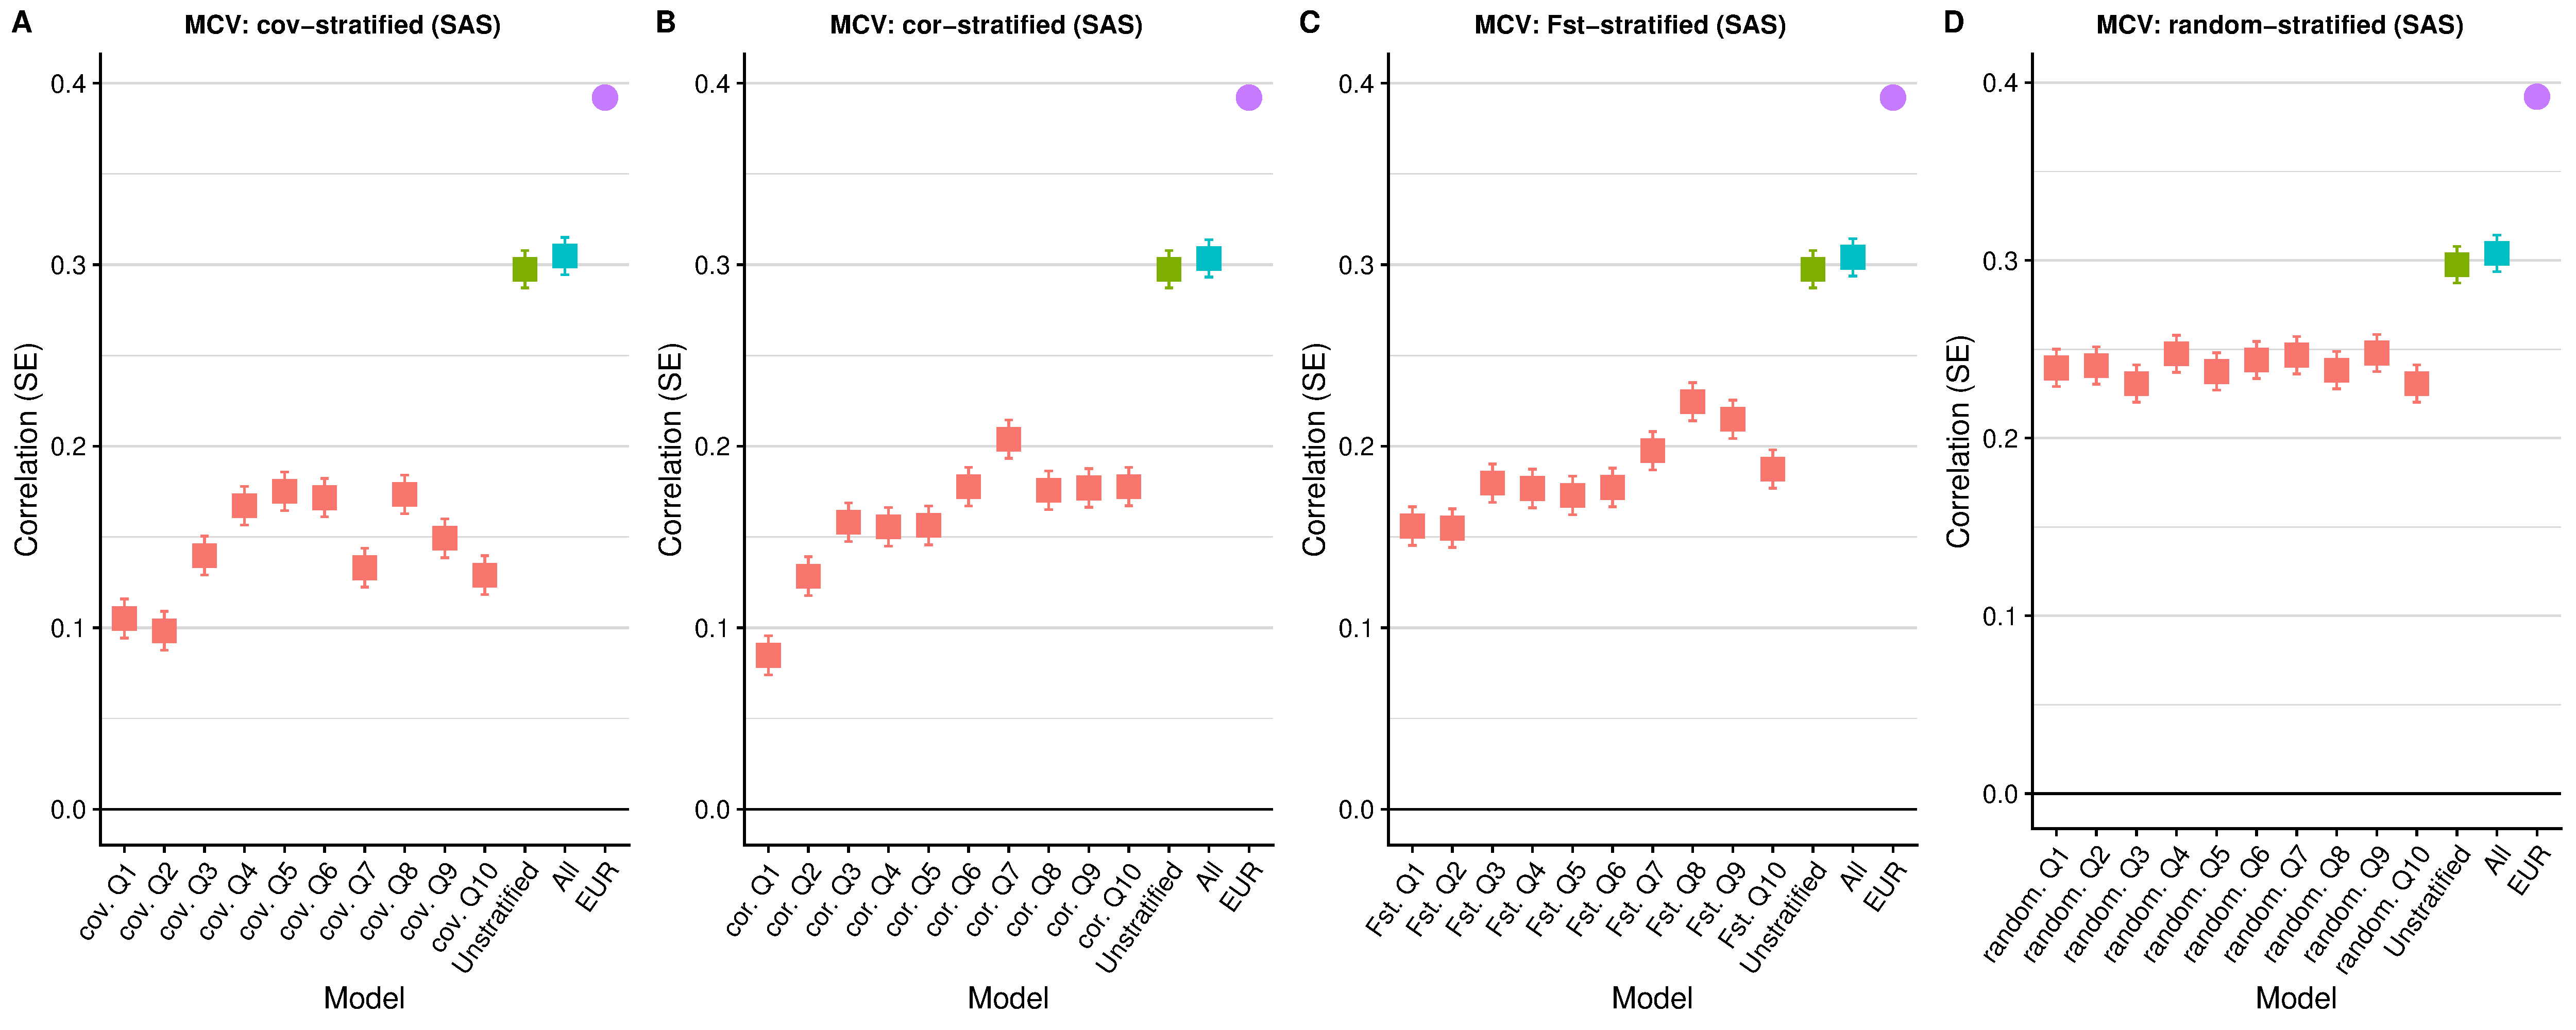 A
MCV: cov−stratified (SAS)
Correlation (SE)
0.4
0.3
0.2
0.1
0.0
cov. Q1
cov. Q2
cov. Q3
cov. Q4
cov. Q5
cov. Q6
cov. Q7
cov. Q8
cov. Q9
cov. Q10
Unstratified
All
EUR
Model
B
MCV: cor−stratified (SAS)
Correlation (SE)
0.4
0.3
0.2
0.1
0.0
cor. Q1
cor. Q2
cor. Q3
cor. Q4
cor. Q5
cor. Q6
cor. Q7
cor. Q8
cor. Q9
cor. Q10
Unstratified
All
EUR
Model
C
MCV: Fst−stratified (SAS)
Correlation (SE)
0.4
0.3
0.2
0.1
0.0
Fst. Q1
Fst. Q2
Fst. Q3
Fst. Q4
Fst. Q5
Fst. Q6
Fst. Q7
Fst. Q8
Fst. Q9
Fst. Q10
Unstratified
All
EUR
Model
D
MCV: random−stratified (SAS)
Correlation (SE)
0.4
0.3
0.2
0.1
0.0
random. Q1
random. Q2
random. Q3
random. Q4
random. Q5
random. Q6
random. Q7
random. Q8
random. Q9
random. Q10
Unstratified
All
EUR
Model